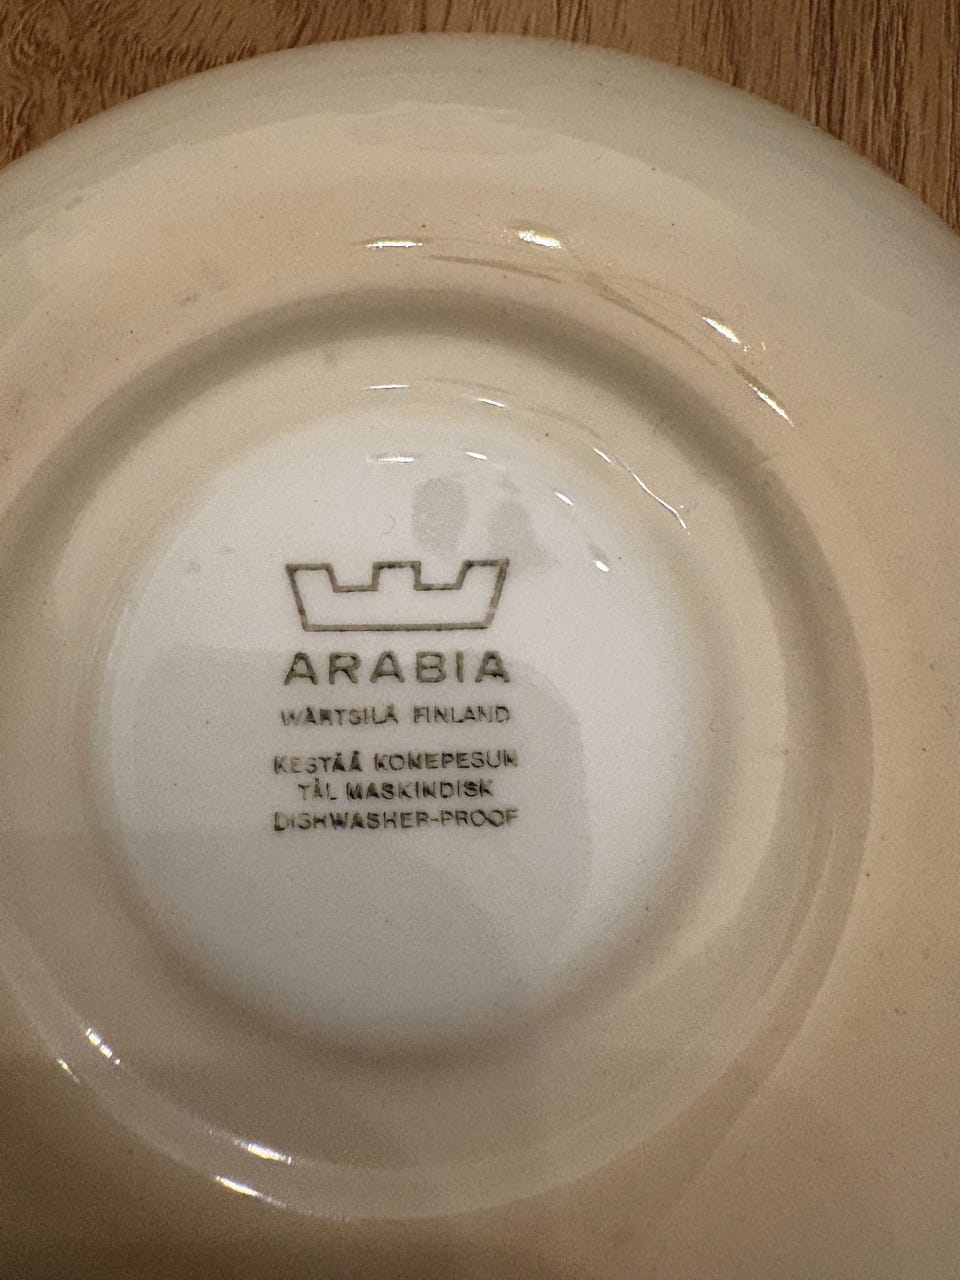 ARABIA
WÄRTSILÄ FINLAND
KESTÄÄ KONEPESUN
TÅL MASKINDISK
DISHWASHER-PROOF